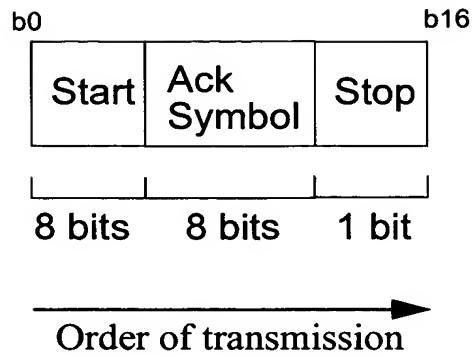 b0 b16
Start Ack Symbol Stop
8 bits 8 bits 1 bit
Order of transmission